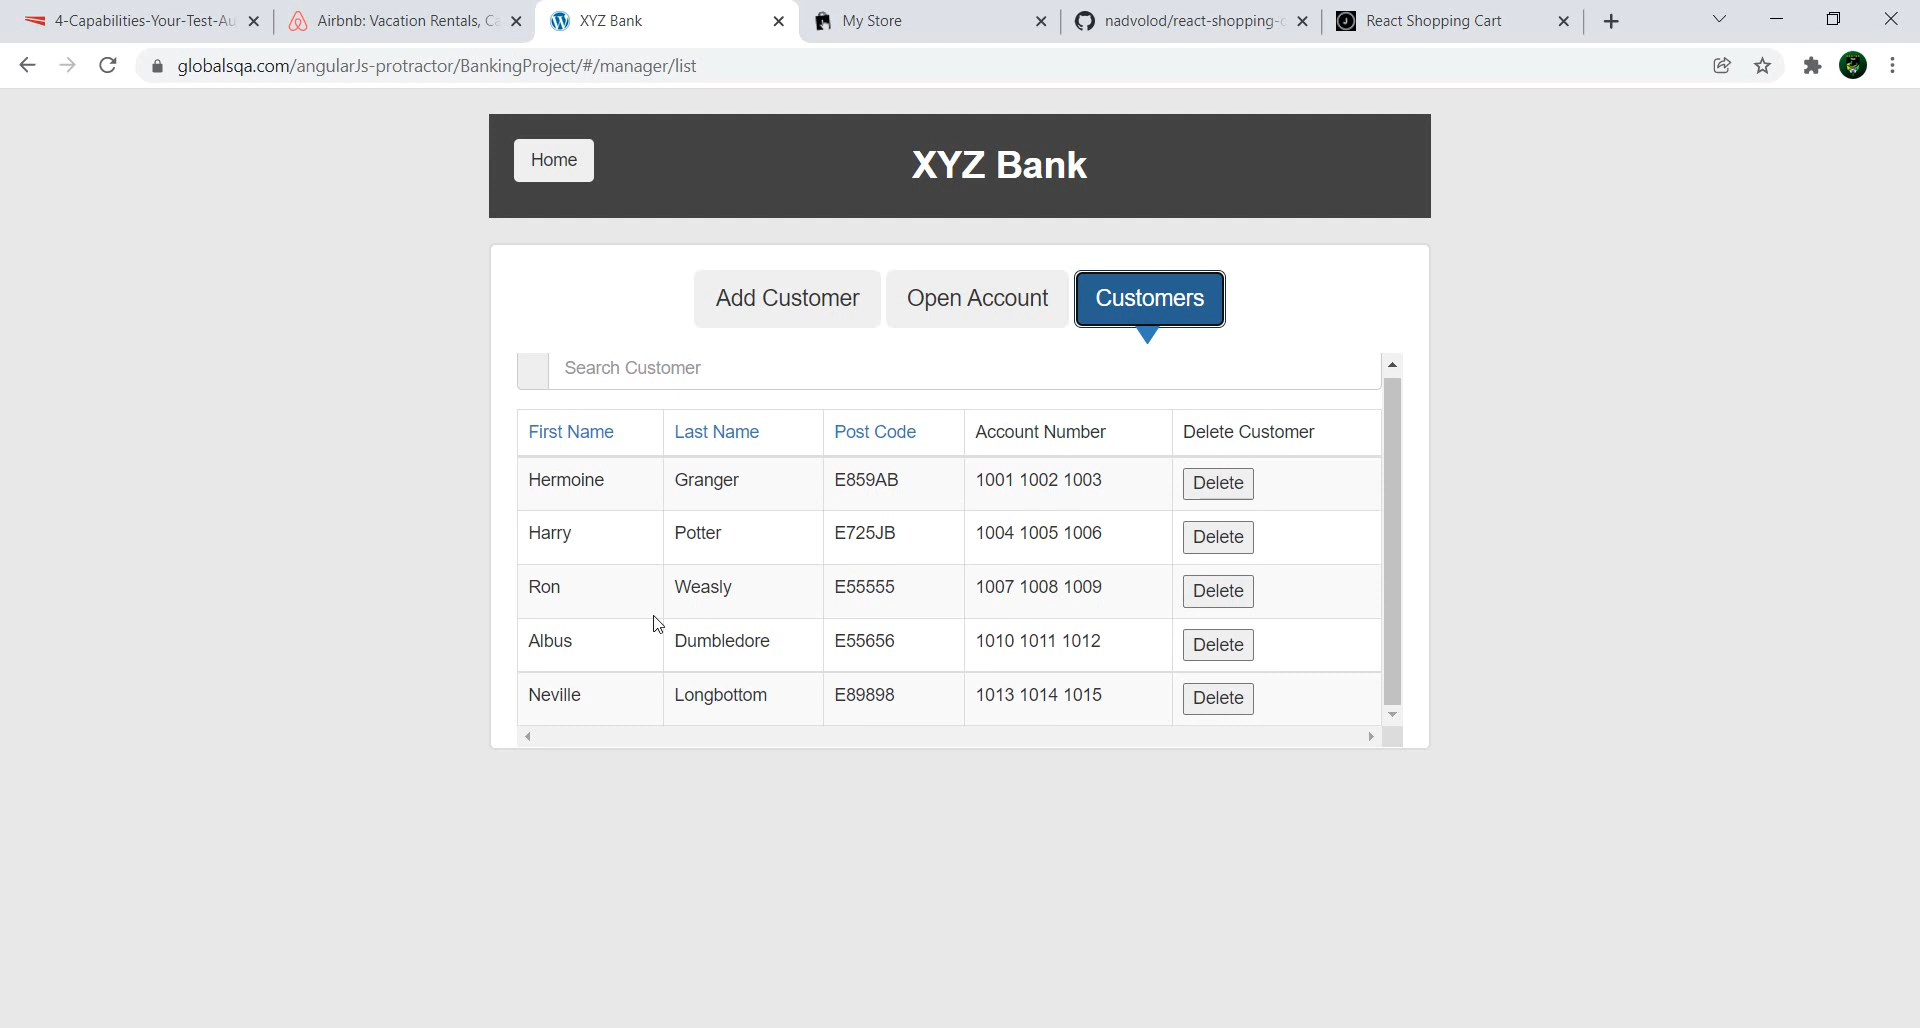 4-Capabilities-Your-Test-Au
Airbnb: Vacation Rentals, Ca
XYZ Bank
My Store
nadvolod/react-shopping-c
React Shopping Cart
globalsqa.com/angularJs-protractor/BankingProject/#/manager/list
Home
XYZ Bank
Add Customer
Open Account
Customers
Search Customer
First Name Last Name Post Code Account Number Delete Customer
Hermoine Granger E859AB 1001 1002 1003 Delete
Harry Potter E725JB 1004 1005 1006 Delete
Ron Weasly E55555 1007 1008 1009 Delete
Albus Dumbledore E55656 1010 1011 1012 Delete
Neville Longbottom E89898 1013 1014 1015 Delete